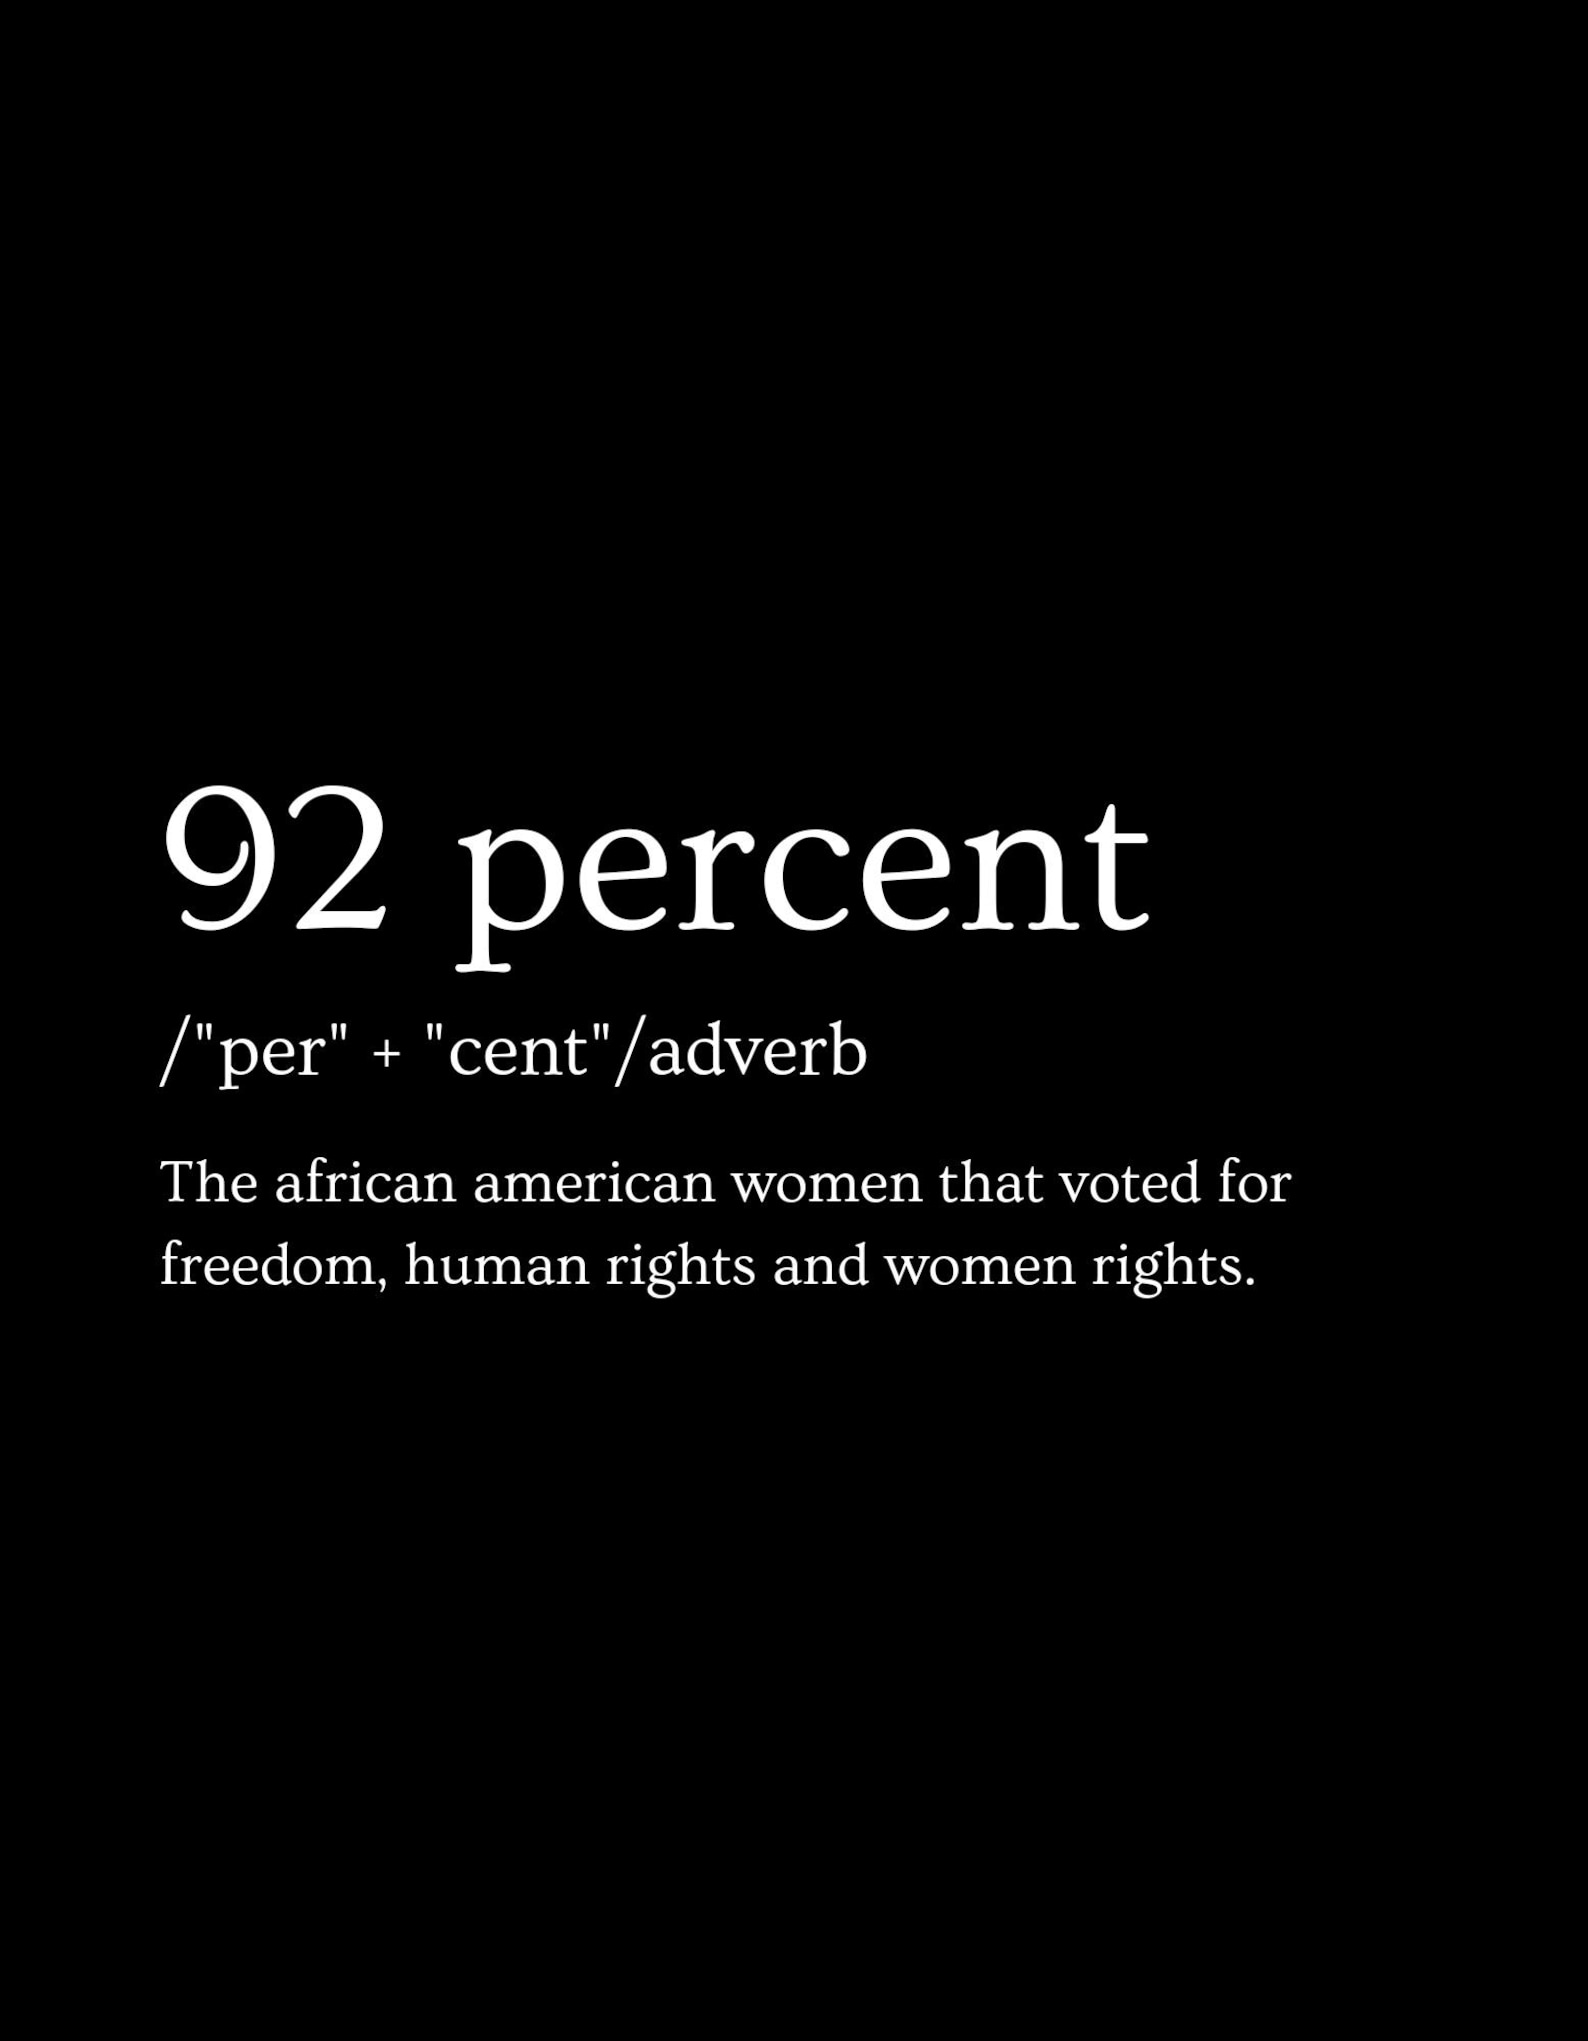 92 percent
/"per" + "cent"/adverb
The african american women that voted for
freedom, human rights and women rights.